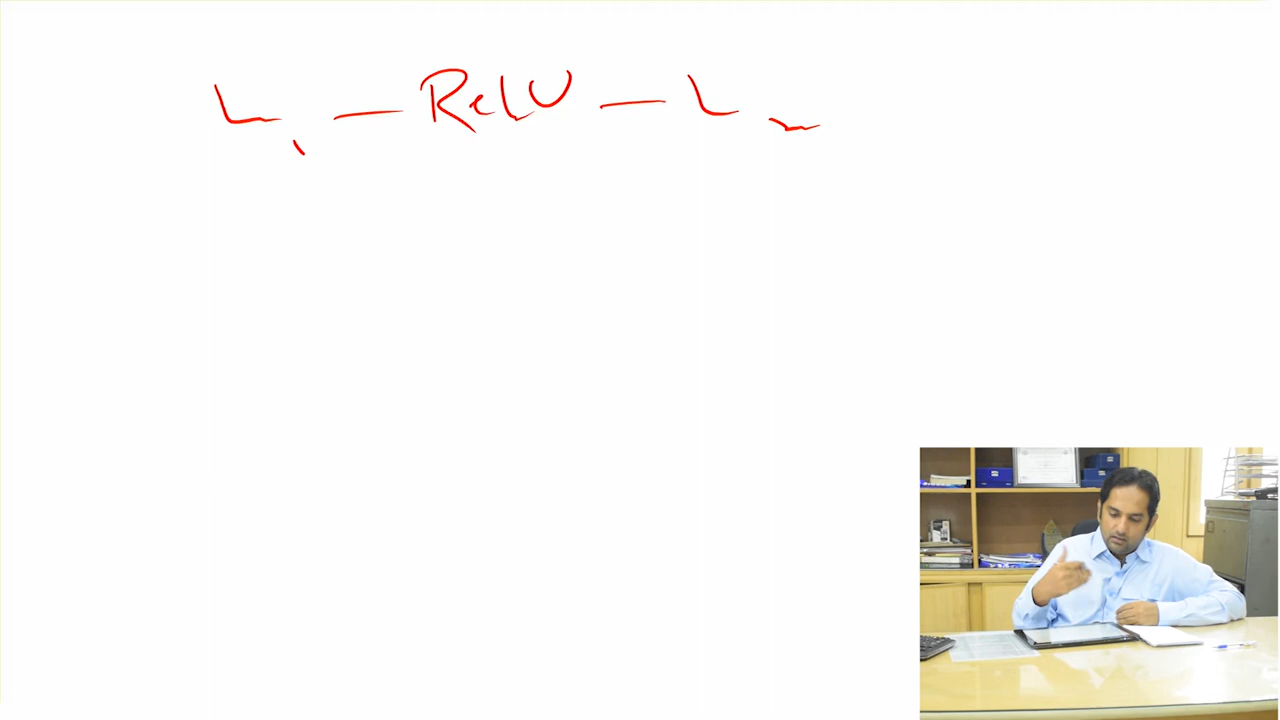 L₁ — ReLU — L₂